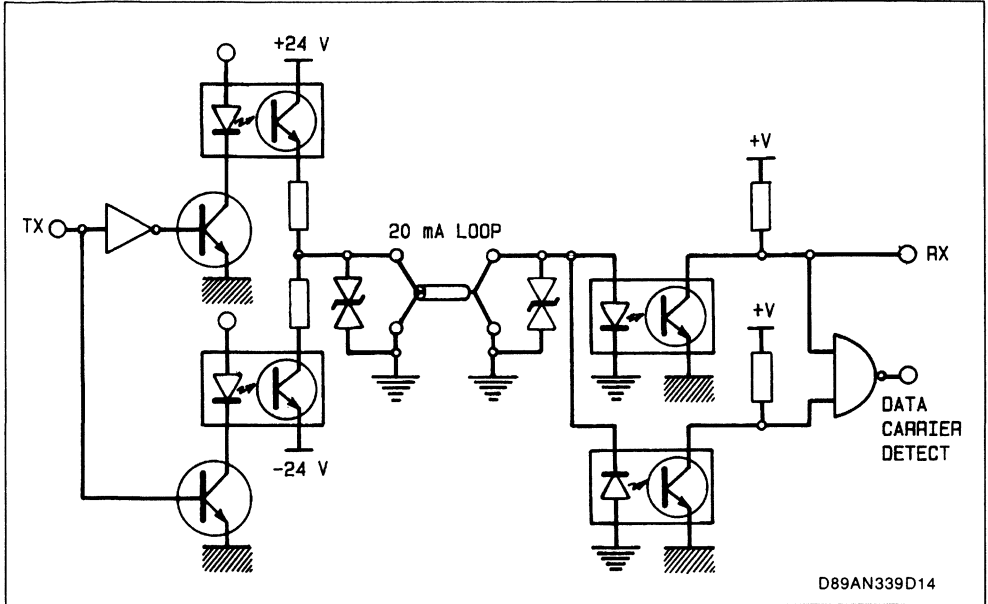 +24 V
TX
20 mA LOOP
+V
RX
+V
-24 V
DATA
CARRIER
DETECT
D89AN339D14